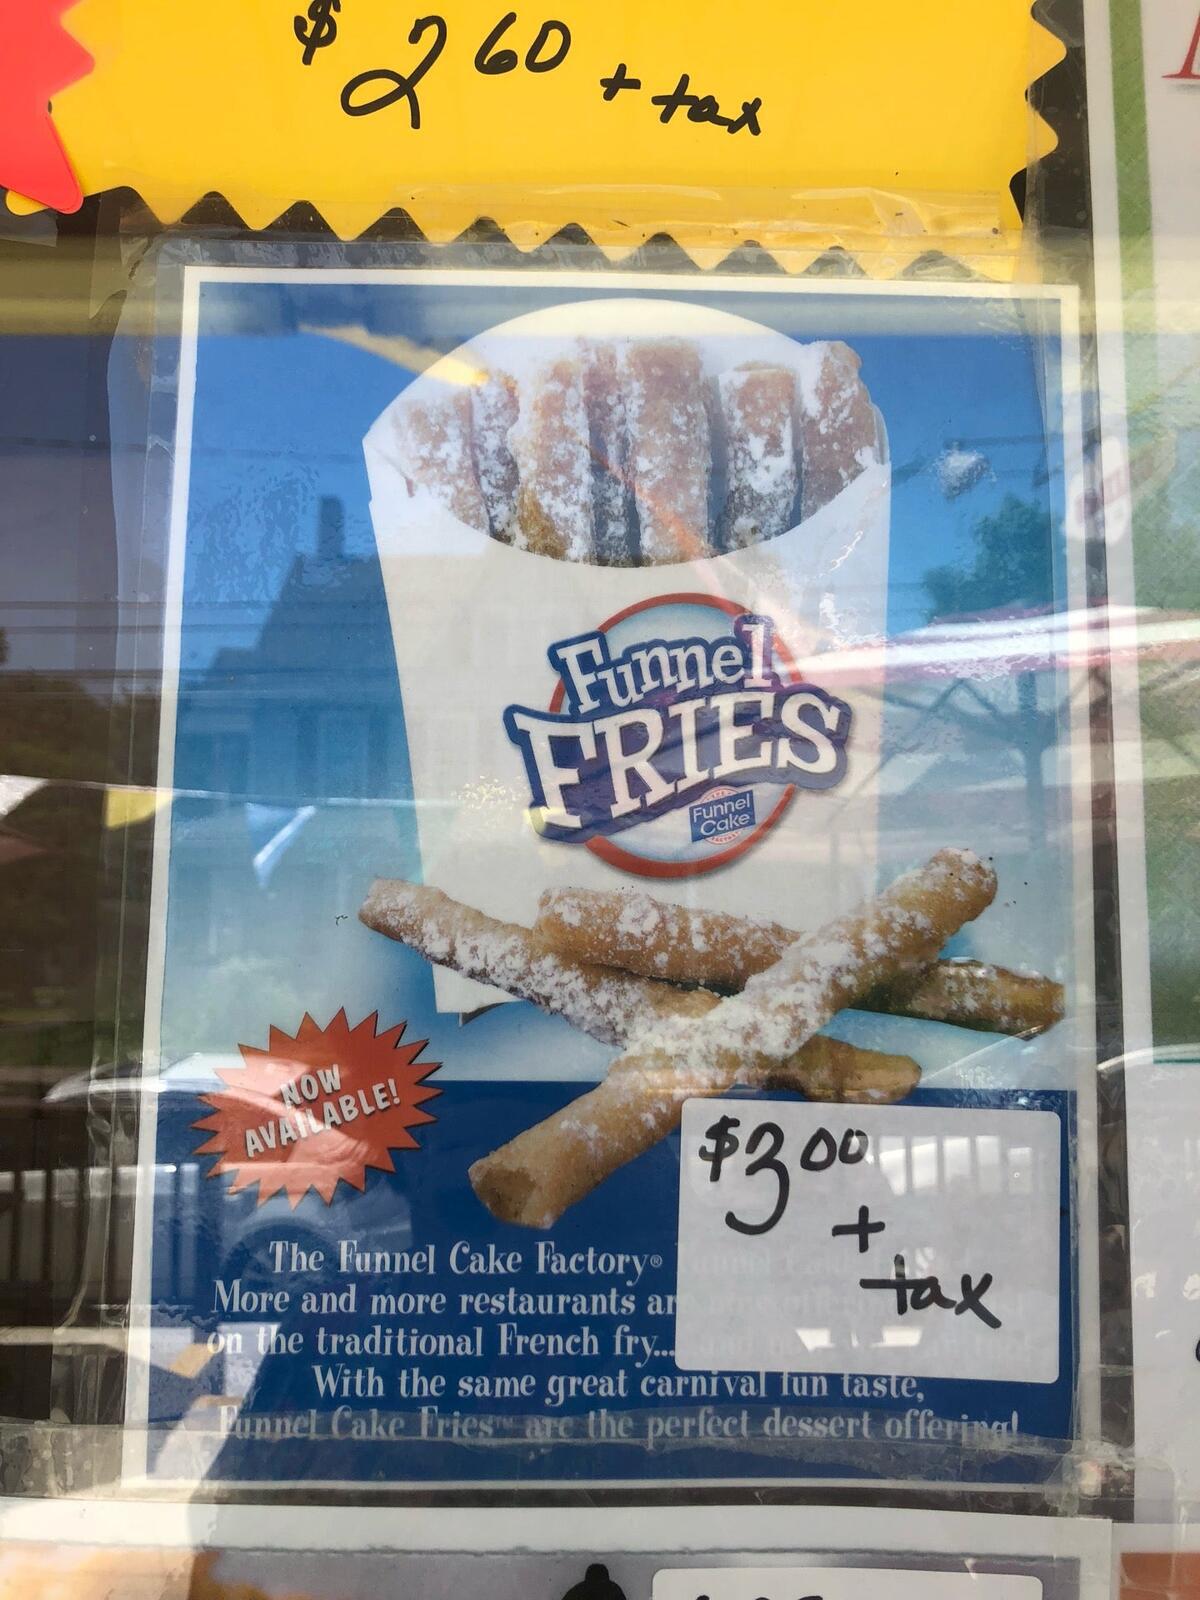 $ 2 60 + tax
Funnel
FRIES
Funnel
Cake
NOW
AVAILABLE!
$3 00
+
tax
The Funnel Cake Factory®
More and more restaurants
on the traditional French fry...
With the same great carnival fun taste,
Funnel Cake Fries™ are the perfect dessert offering!